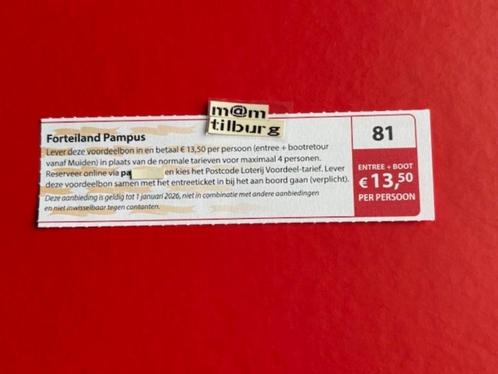 m@m
tilburg
Forteiland Pampus
Lever deze voordeelbon in en betaal € 13,50 per persoon (entree + bootretour
vanaf Muiden) in plaats van de normale tarieven voor maximaal 4 personen.
Reserveer online via pa en kies het Postcode Loterij Voordeel-tarief. Lever
deze voordeelbon samen met het entreeticket in bij het aan boord gaan (verplicht).
Deze aanbieding is geldig tot 1 januari 2026, niet in combinatie met andere aanbiedingen
en niet inwisselbaar tegen contanten.
81
ENTREE + BOOT
€ 13,50
PER PERSOON